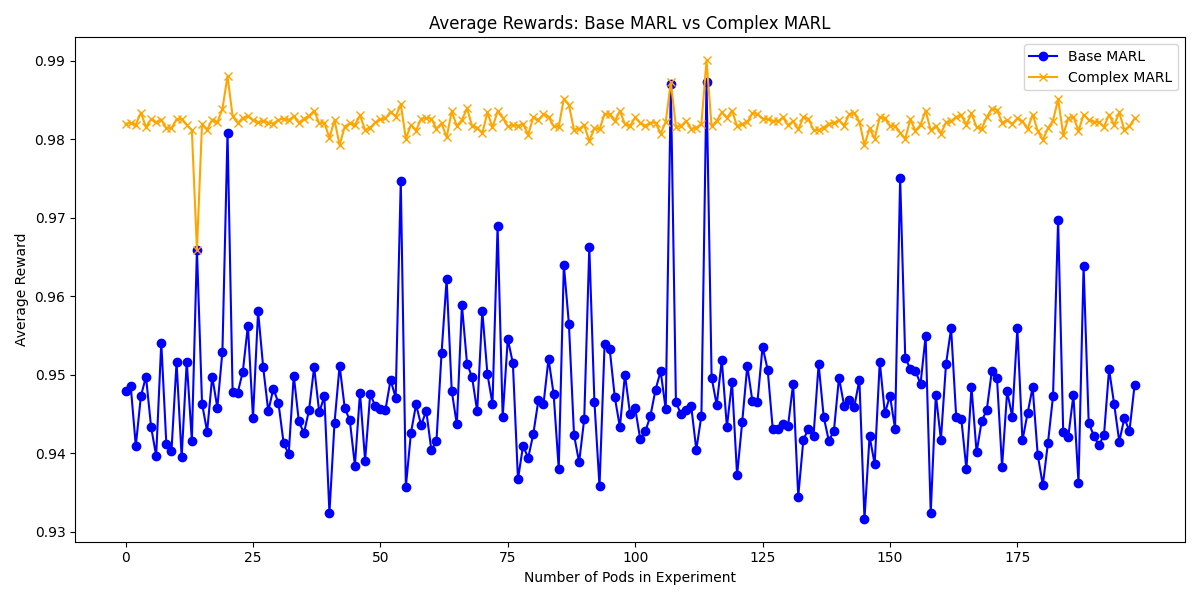 Average Rewards: Base MARL vs Complex MARL
Base MARL
Complex MARL
Average Reward
0.99
0.98
0.97
0.96
0.95
0.94
0.93
0 25 50 75 100 125 150 175
Number of Pods in Experiment